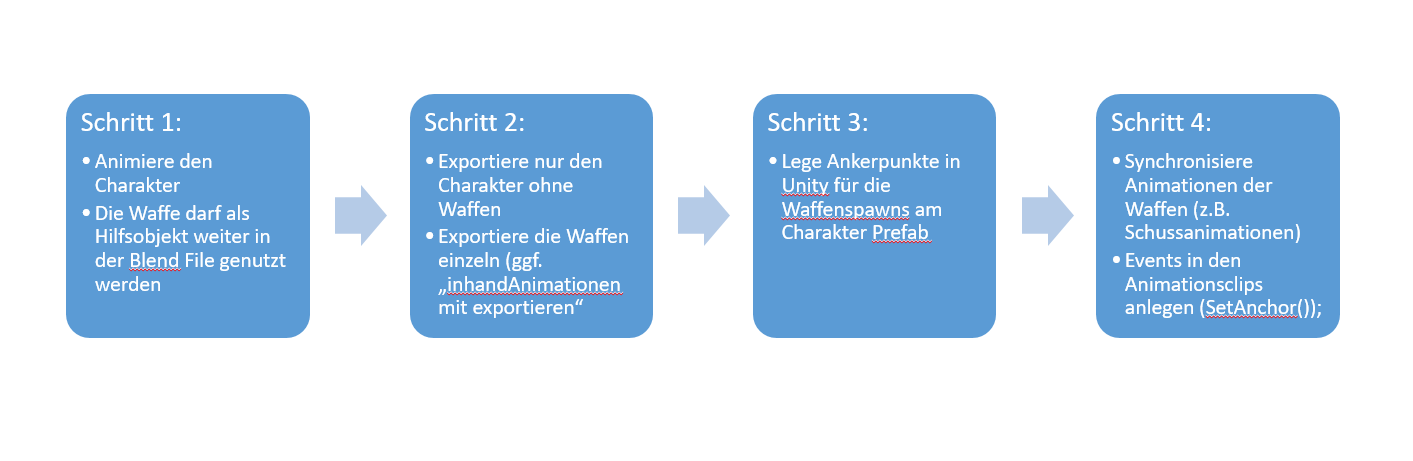 Schritt 1:
• Animiere den
Charakter
• Die Waffe darf als
Hilfsobjekt weiter in
der Blend File genutzt
werden
Schritt 2:
• Exportiere nur den
Charakter ohne
Waffen
• Exportiere die Waffen
einzeln (ggf.
„inhandAnimationen
mit exportieren“
Schritt 3:
• Lege Ankerpunkte in
Unity für die
Waffenspawns am
Charakter Prefab
Schritt 4:
• Synchronisiere
Animationen der
Waffen (z.B.
Schussanimationen)
• Events in den
Animationsclips
anlegen (SetAnchor());